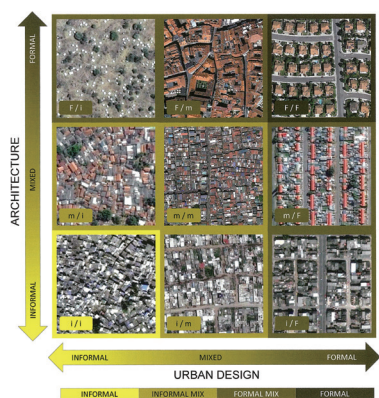 ARCHITECTURE
FORMAL
MIXED
INFORMAL
F / i
F / m
F / F
m / i
m / m
m / F
i / i
i / m
i / F
INFORMAL
MIXED
FORMAL
URBAN DESIGN
INFORMAL
INFORMAL MIX
FORMAL MIX
FORMAL